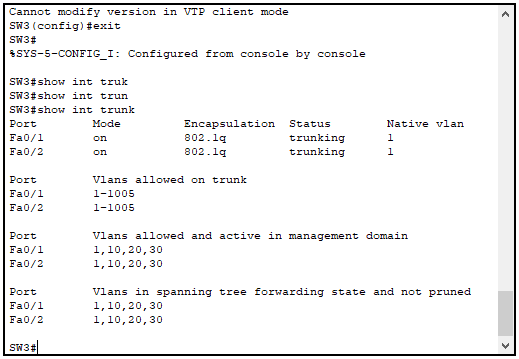 Cannot modify version in VTP client mode
SW3(config)#exit
SW3#
%SYS-5-CONFIG_I: Configured from console by console
SW3#show int truk
SW3#show int trun
SW3#show int trunk
Port        Mode         Encapsulation  Status        Native vlan
Fa0/1       on           802.1q         trunking      1
Fa0/2       on           802.1q         trunking      1
Port        Vlans allowed on trunk
Fa0/1       1-1005
Fa0/2       1-1005
Port        Vlans allowed and active in management domain
Fa0/1       1,10,20,30
Fa0/2       1,10,20,30
Port        Vlans in spanning tree forwarding state and not pruned
Fa0/1       1,10,20,30
Fa0/2       1,10,20,30
SW3#